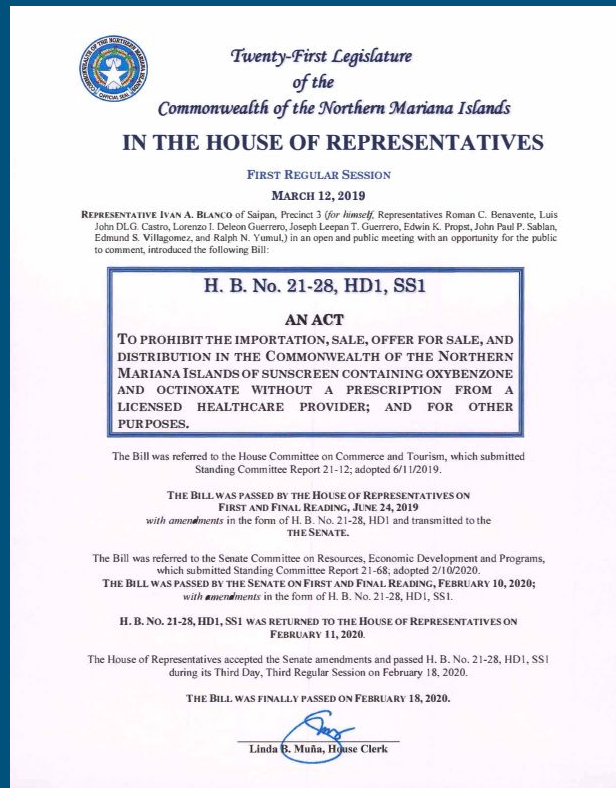 COMMONWEALTH OF THE NORTHERN MARIANA ISLANDS
OFFICIAL SEAL
Twenty-First Legislature
of the
Commonwealth of the Northern Mariana Islands
IN THE HOUSE OF REPRESENTATIVES
FIRST REGULAR SESSION
MARCH 12, 2019
REPRESENTATIVE IVAN A. BLANCO of Saipan, Precinct 3 (for himself, Representatives Roman C. Benavente, Luis
John DLG. Castro, Lorenzo I. Deleon Guerrero, Joseph Leepan T. Guerrero, Edwin K. Propst, John Paul P. Sablan,
Edmund S. Villagomez, and Ralph N. Yumul,) in an open and public meeting with an opportunity for the public
to comment, introduced the following Bill:
H. B. No. 21-28, HD1, SS1
AN ACT
TO PROHIBIT THE IMPORTATION, SALE, OFFER FOR SALE, AND
DISTRIBUTION IN THE COMMONWEALTH OF THE NORTHERN
MARIANA ISLANDS OF SUNSCREEN CONTAINING OXYBENZONE
AND OCTINOXATE WITHOUT A PRESCRIPTION FROM A
LICENSED HEALTHCARE PROVIDER; AND FOR OTHER
PURPOSES.
The Bill was referred to the House Committee on Commerce and Tourism, which submitted
Standing Committee Report 21-12; adopted 6/11/2019.
THE BILL WAS PASSED BY THE HOUSE OF REPRESENTATIVES ON
FIRST AND FINAL READING, JUNE 24, 2019
with amendments in the form of H. B. No. 21-28, HD1 and transmitted to the
THE SENATE.
The Bill was referred to the Senate Committee on Resources, Economic Development and Programs,
which submitted Standing Committee Report 21-68; adopted 2/10/2020.
THE BILL WAS PASSED BY THE SENATE ON FIRST AND FINAL READING, FEBRUARY 10, 2020;
with amendments in the form of H. B. No. 21-28, HD1, SS1.
H. B. NO. 21-28, HD1, SS1 WAS RETURNED TO THE HOUSE OF REPRESENTATIVES ON
FEBRUARY 11, 2020.
The House of Representatives accepted the Senate amendments and passed H. B. No. 21-28, HD1, SS1
during its Third Day, Third Regular Session on February 18, 2020.
THE BILL WAS FINALLY PASSED ON FEBRUARY 18, 2020.
Linda B. Muña, House Clerk